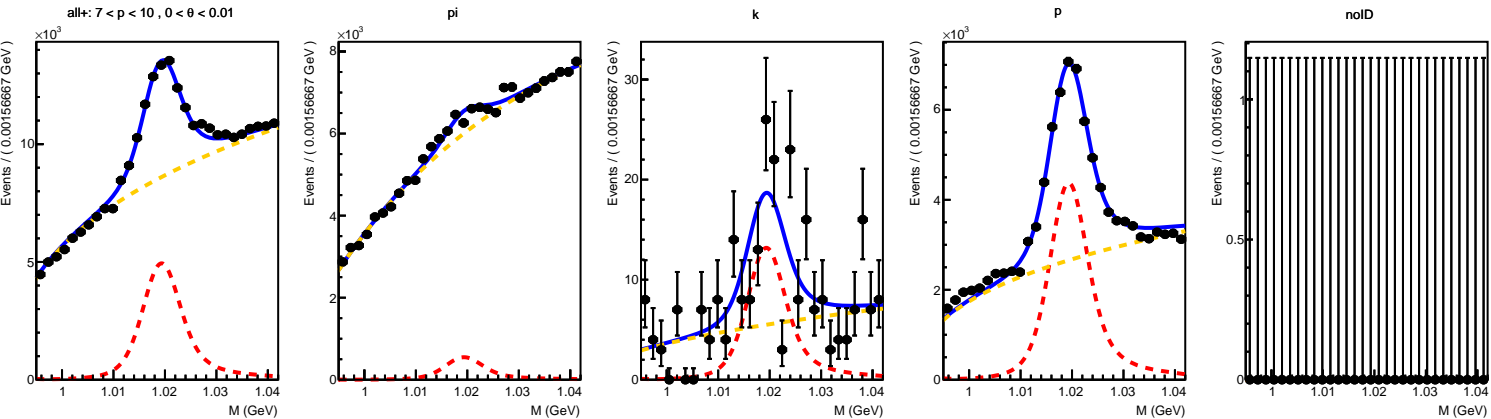 all+: 7 < p < 10 , 0 < θ < 0.01
×10³
Events / ( 0.00156667 GeV )
10
5
0
1 1.01 1.02 1.03 1.04
M (GeV)
pi
×10³
Events / ( 0.00156667 GeV )
8
6
4
2
0
1 1.01 1.02 1.03 1.04
M (GeV)
k
Events / ( 0.00156667 GeV )
30
20
10
0
1 1.01 1.02 1.03 1.04
M (GeV)
p
×10³
Events / ( 0.00156667 GeV )
6
4
2
0
1 1.01 1.02 1.03 1.04
M (GeV)
noID
Events / ( 0.00156667 GeV )
1
0.5
0
1 1.01 1.02 1.03 1.04
M (GeV)